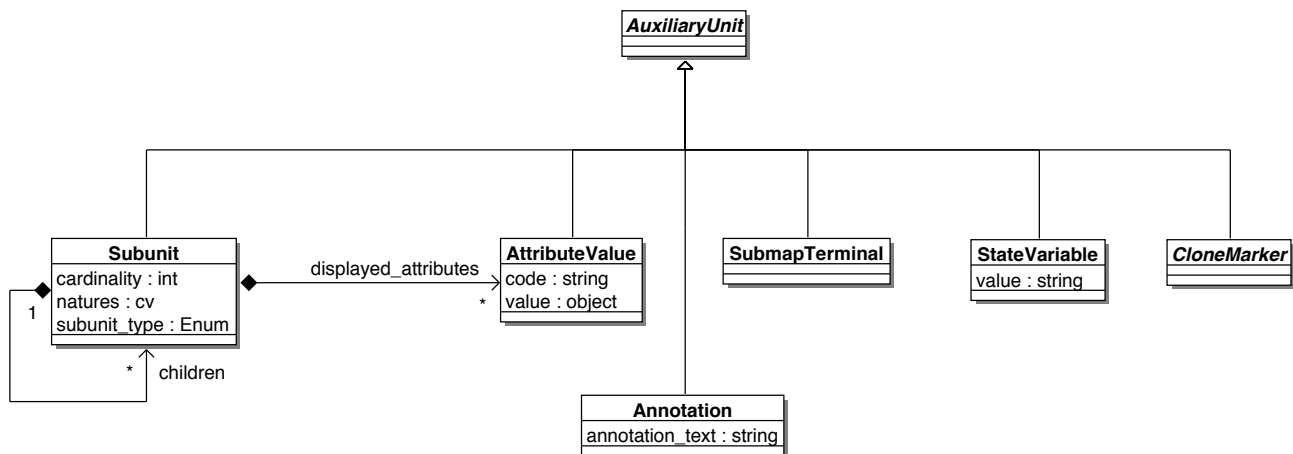 AuxiliaryUnit
Subunit
cardinality : int
natures : cv
subunit_type : Enum
1
*
children
displayed_attributes
*
AttributeValue
code : string
value : object
SubmapTerminal
StateVariable
value : string
CloneMarker
Annotation
annotation_text : string